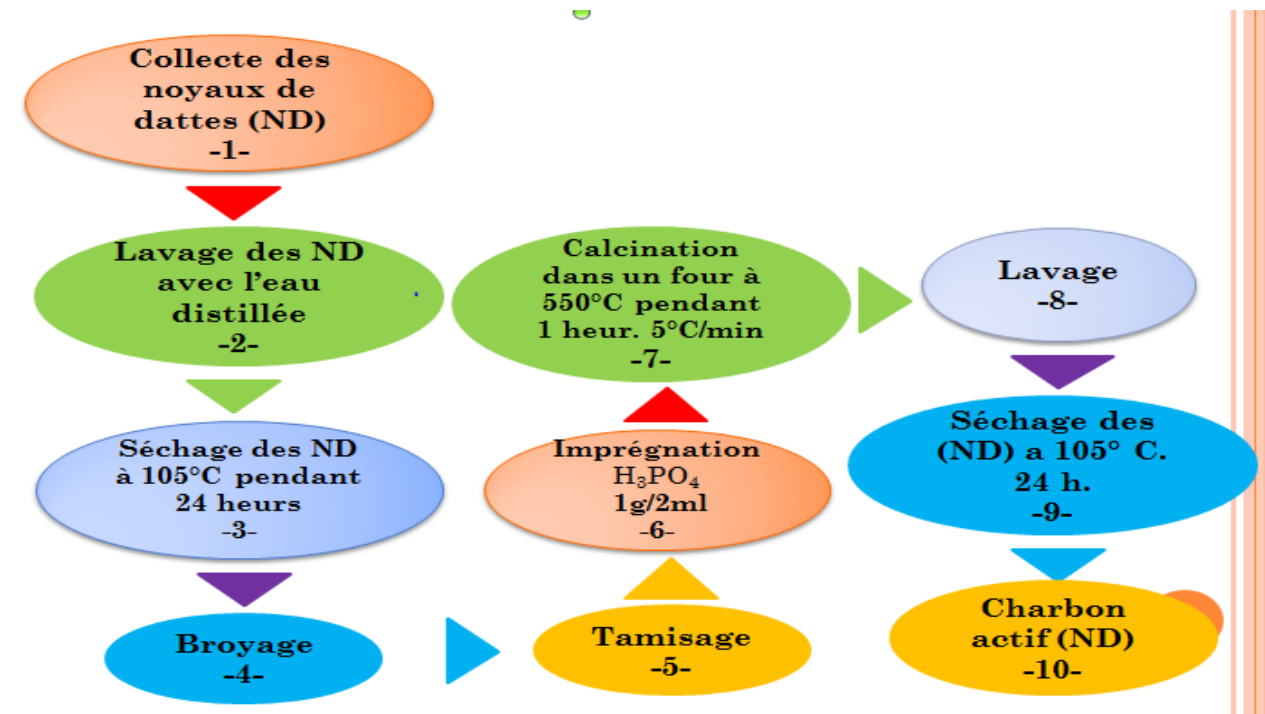 Collecte des
noyaux de
dattes (ND)
-1-
Lavage des ND
avec l'eau
distillée
-2-
Séchage des ND
à 105°C pendant
24 heurs
-3-
Broyage
-4-
Tamisage
-5-
Imprégnation
H₃PO₄
1g/2ml
-6-
Calcination
dans un four à
550°C pendant
1 heur. 5°C/min
-7-
Lavage
-8-
Séchage des
(ND) a 105° C.
24 h.
-9-
Charbon
actif (ND)
-10-